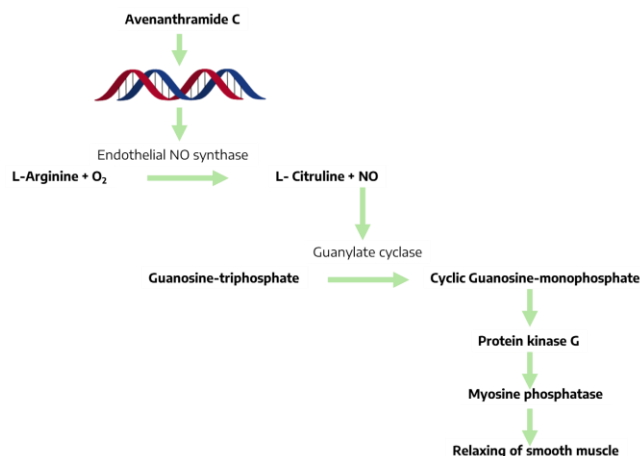 Avenanthramide C
Endothelial NO synthase
L-Arginine + O₂
L- Citruline + NO
Guanylate cyclase
Guanosine-triphosphate
Cyclic Guanosine-monophosphate
Protein kinase G
Myosine phosphatase
Relaxing of smooth muscle